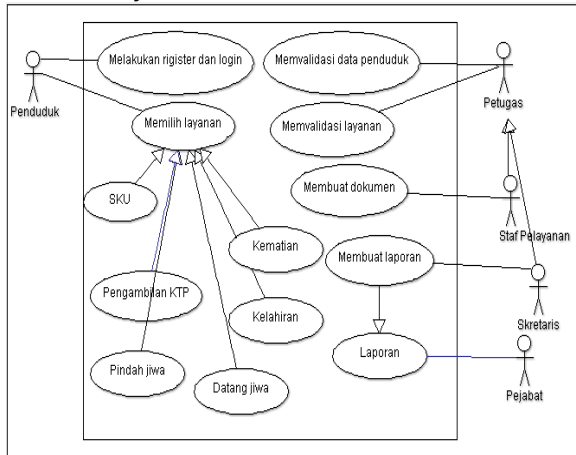 Melakukan rigister dan login
Memvalidasi data penduduk
Penduduk
Petugas
Memilih layanan
Memvalidasi layanan
SKU
Membuat dokumen
Staf Pelayanan
Kematian
Membuat laporan
Pengambilan KTP
Kelahiran
Skretaris
Laporan
Pindah jiwa
Datang jiwa
Pejabat